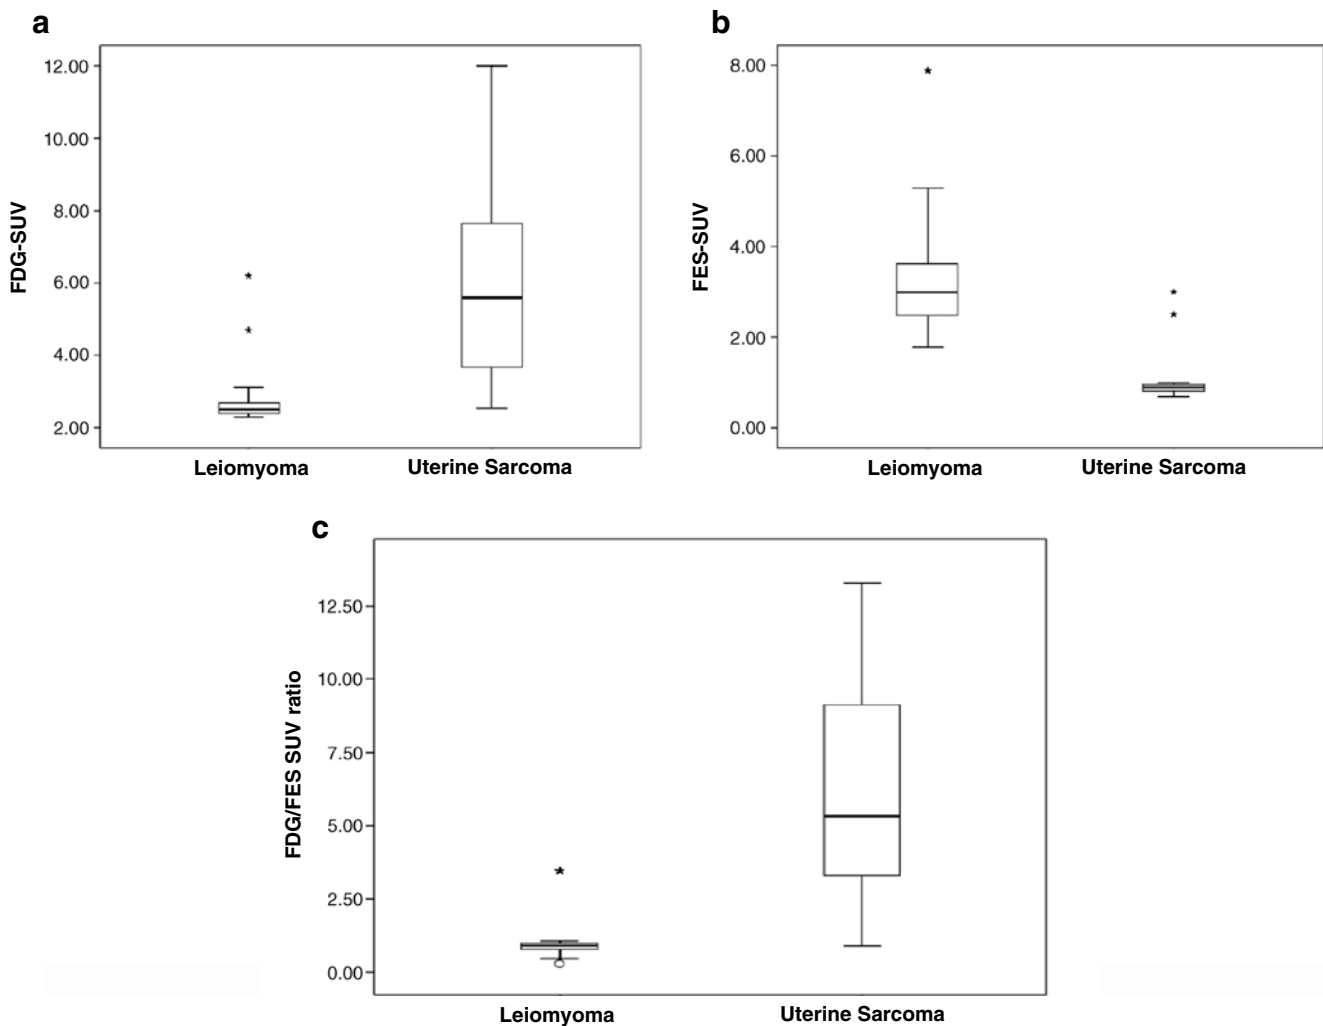 a
12.00
10.00
8.00
6.00
4.00
2.00
FDG-SUV
Leiomyoma
Uterine Sarcoma
b
8.00
6.00
4.00
2.00
0.00
FES-SUV
Leiomyoma
Uterine Sarcoma
c
12.50
10.00
7.50
5.00
2.50
0.00
FDG/FES SUV ratio
Leiomyoma
Uterine Sarcoma